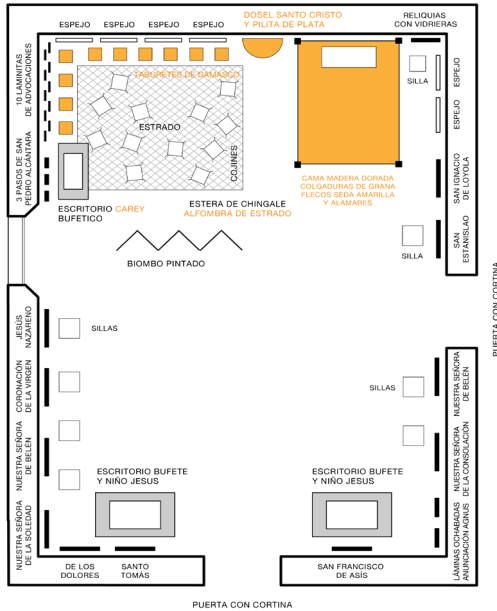 ESPEJO
ESPEJO
ESPEJO
ESPEJO
DOSEL SANTO CRISTO
Y PILITA DE PLATA
RELIQUIAS
CON VIDRIERAS
10 LAMINITAS
DE ADVOCACIONES
TABURETES DE DAMASCO
SILLA
ESPEJO
ESPEJO
ESTRADO
COJINES
3 PASOS DE SAN
PEDRO ALCÁNTARA
CAMA MADERA DORADA
COLGADURAS DE GRANA
FLECOS SEDA AMARILLA
Y ALAMARES
SAN IGNACIO
DE LOYOLA
ESCRITORIO CAREY
BUFETICO
ESTERA DE CHINGALE
ALFOMBRA DE ESTRADO
SAN
ESTANISLAO
SILLA
BIOMBO PINTADO
PUERTA CON CORTINA
JESÚS
NAZARENO
SILLAS
CORONACIÓN
DE LA VIRGEN
SILLAS
NUESTRA SEÑORA
DE BELÉN
NUESTRA SEÑORA
DE BELÉN
NUESTRA SEÑORA
DE LA CONSOLACIÓN
ESCRITORIO BUFETE
Y NIÑO JESUS
ESCRITORIO BUFETE
Y NIÑO JESUS
NUESTRA SEÑORA
DE LA SOLEDAD
LÁMINAS OCHABADAS
ANUNCIACIÓN AGNUS
DE LOS
DOLORES
SANTO
TOMÁS
SAN FRANCISCO
DE ASÍS
PUERTA CON CORTINA